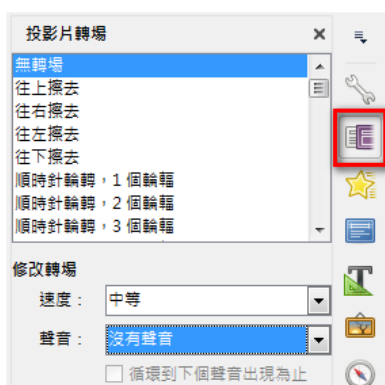 投影片轉場
無轉場
往上擦去
往右擦去
往左擦去
往下擦去
順時針輪轉，1 個輪輻
順時針輪轉，2 個輪輻
順時針輪轉，3 個輪輻
修改轉場
速度： 中等
聲音： 沒有聲音
循環到下個聲音出現為止